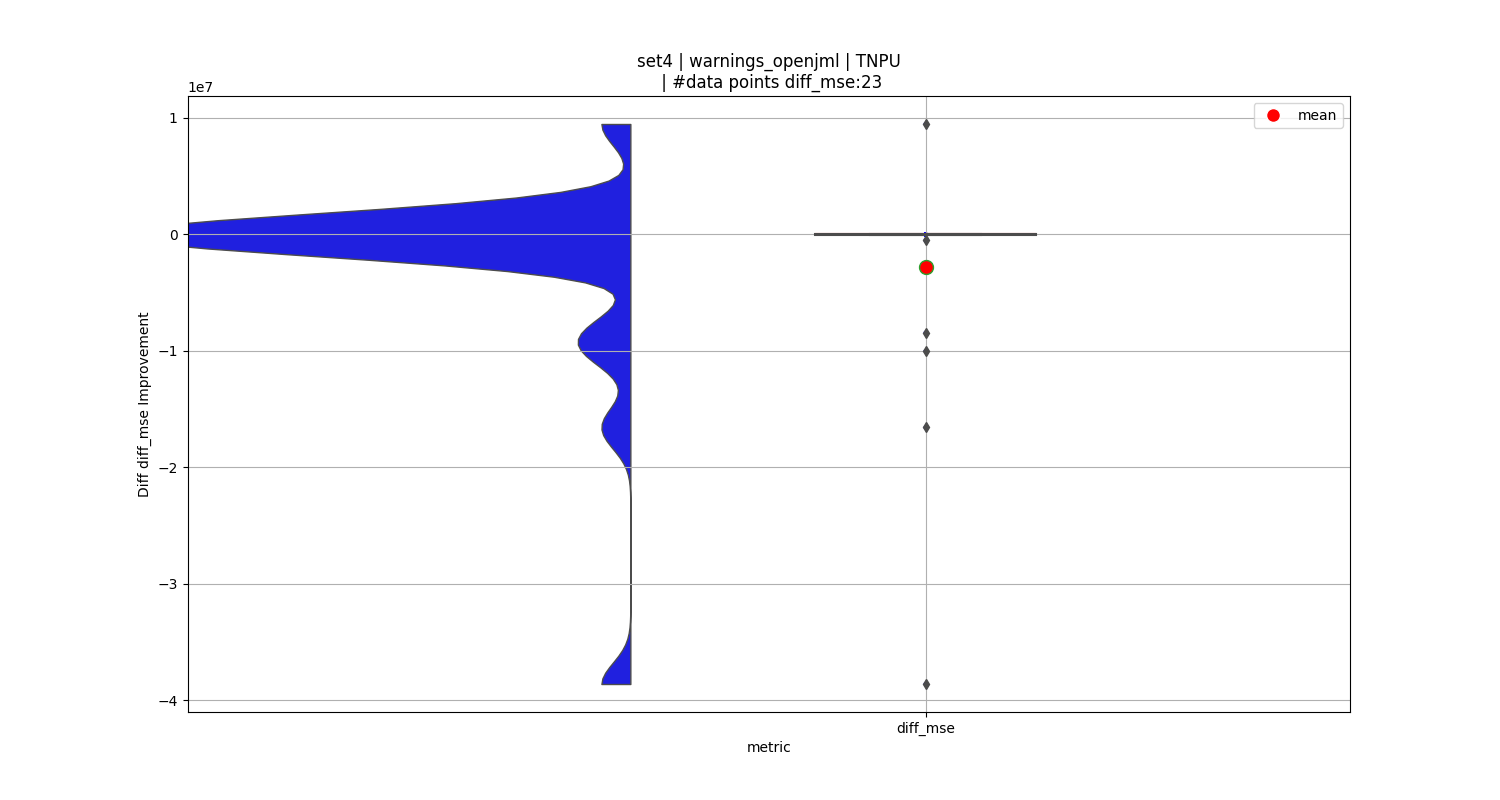 set4 | warnings_openjml | TNPU
| #data points diff_mse:23
1e7
mean
1
0
−1
−2
−3
−4
Diff diff_mse Improvement
diff_mse
metric